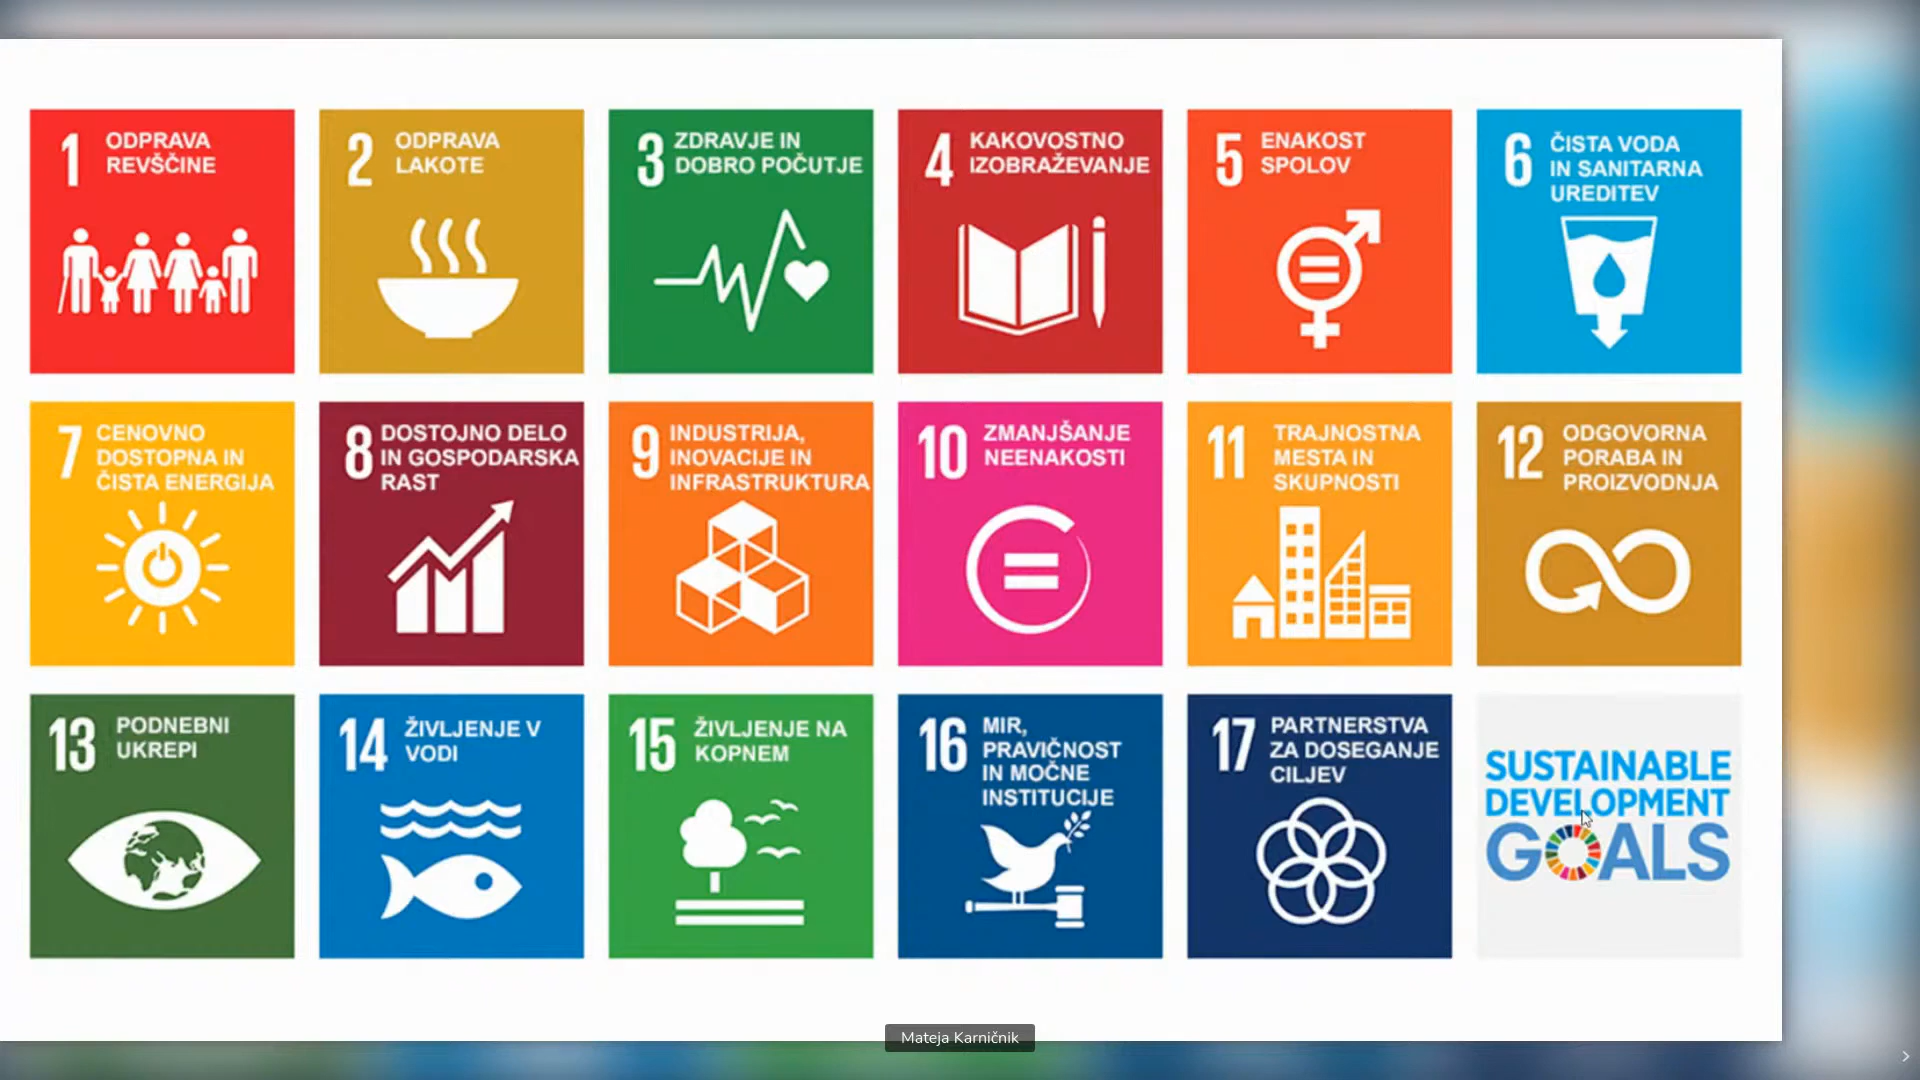 1 ODPRAVA
REVŠČINE
2 ODPRAVA
LAKOTE
3 ZDRAVJE IN
DOBRO POČUTJE
4 KAKOVOSTNO
IZOBRAŽEVANJE
5 ENAKOST
SPOLOV
6 ČISTA VODA
IN SANITARNA
UREDITEV
7 CENOVNO
DOSTOPNA IN
ČISTA ENERGIJA
8 DOSTOJNO DELO
IN GOSPODARSKA
RAST
9 INDUSTRIJA,
INOVACIJE IN
INFRASTRUKTURA
10 ZMANJŠANJE
NEENAKOSTI
11 TRAJNOSTNA
MESTA IN
SKUPNOSTI
12 ODGOVORNA
PORABA IN
PROIZVODNJA
13 PODNEBNI
UKREPI
14 ŽIVLJENJE V
VODI
15 ŽIVLJENJE NA
KOPNEM
16 MIR,
PRAVIČNOST
IN MOČNE
INSTITUCIJE
17 PARTNERSTVA
ZA DOSEGANJE
CILJEV
SUSTAINABLE
DEVELOPMENT
GOALS
Mateja Karničnik